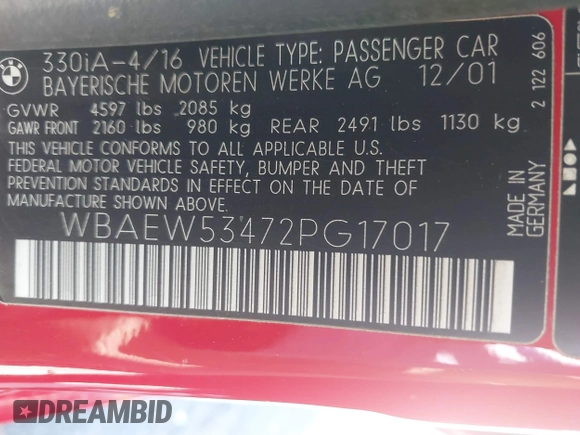 330iA-4/16 VEHICLE TYPE: PASSENGER CAR
BAYERISCHE MOTOREN WERKE AG 12/01
GVWR 4597 lbs 2085 kg
GAWR FRONT 2160 lbs 980 kg REAR 2491 lbs 1130 kg
THIS VEHICLE CONFORMS TO ALL APPLICABLE U.S.
FEDERAL MOTOR VEHICLE SAFETY, BUMPER AND THEFT
PREVENTION STANDARDS IN EFFECT ON THE DATE OF
MANUFACTURE SHOWN ABOVE.
WBAEW53472PG17017
2 122 606
MADE IN
GERMANY
DREAMBID